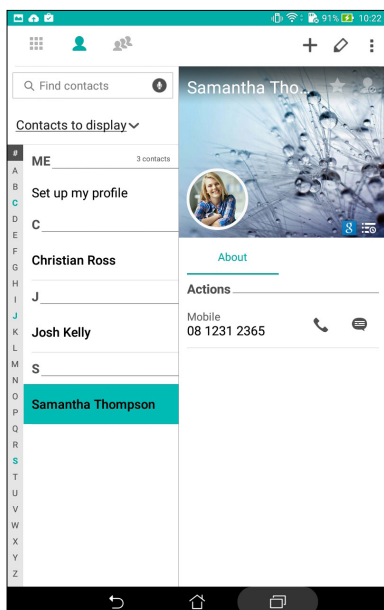 91% 10:22
Find contacts
Contacts to display
ME 3 contacts
Set up my profile
C
Christian Ross
J
Josh Kelly
S
Samantha Thompson
#
A
B
C
D
E
F
G
H
I
J
K
L
M
N
O
P
Q
R
S
T
U
V
W
X
Y
Z
Samantha Tho...
8
About
Actions
Mobile
08 1231 2365